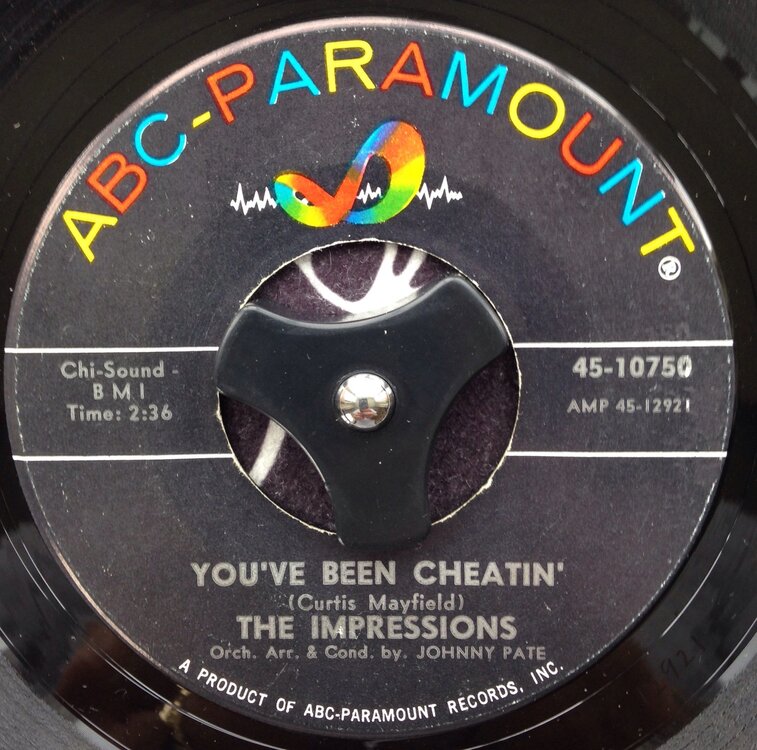 ABC-PARAMOUNT
®
Chi-Sound -
BMI
Time: 2:36
45-10750
AMP 45-12921
YOU'VE BEEN CHEATIN'
(Curtis Mayfield)
THE IMPRESSIONS
Orch. Arr. & Cond. by. JOHNNY PATE
A PRODUCT OF ABC-PARAMOUNT RECORDS, INC.